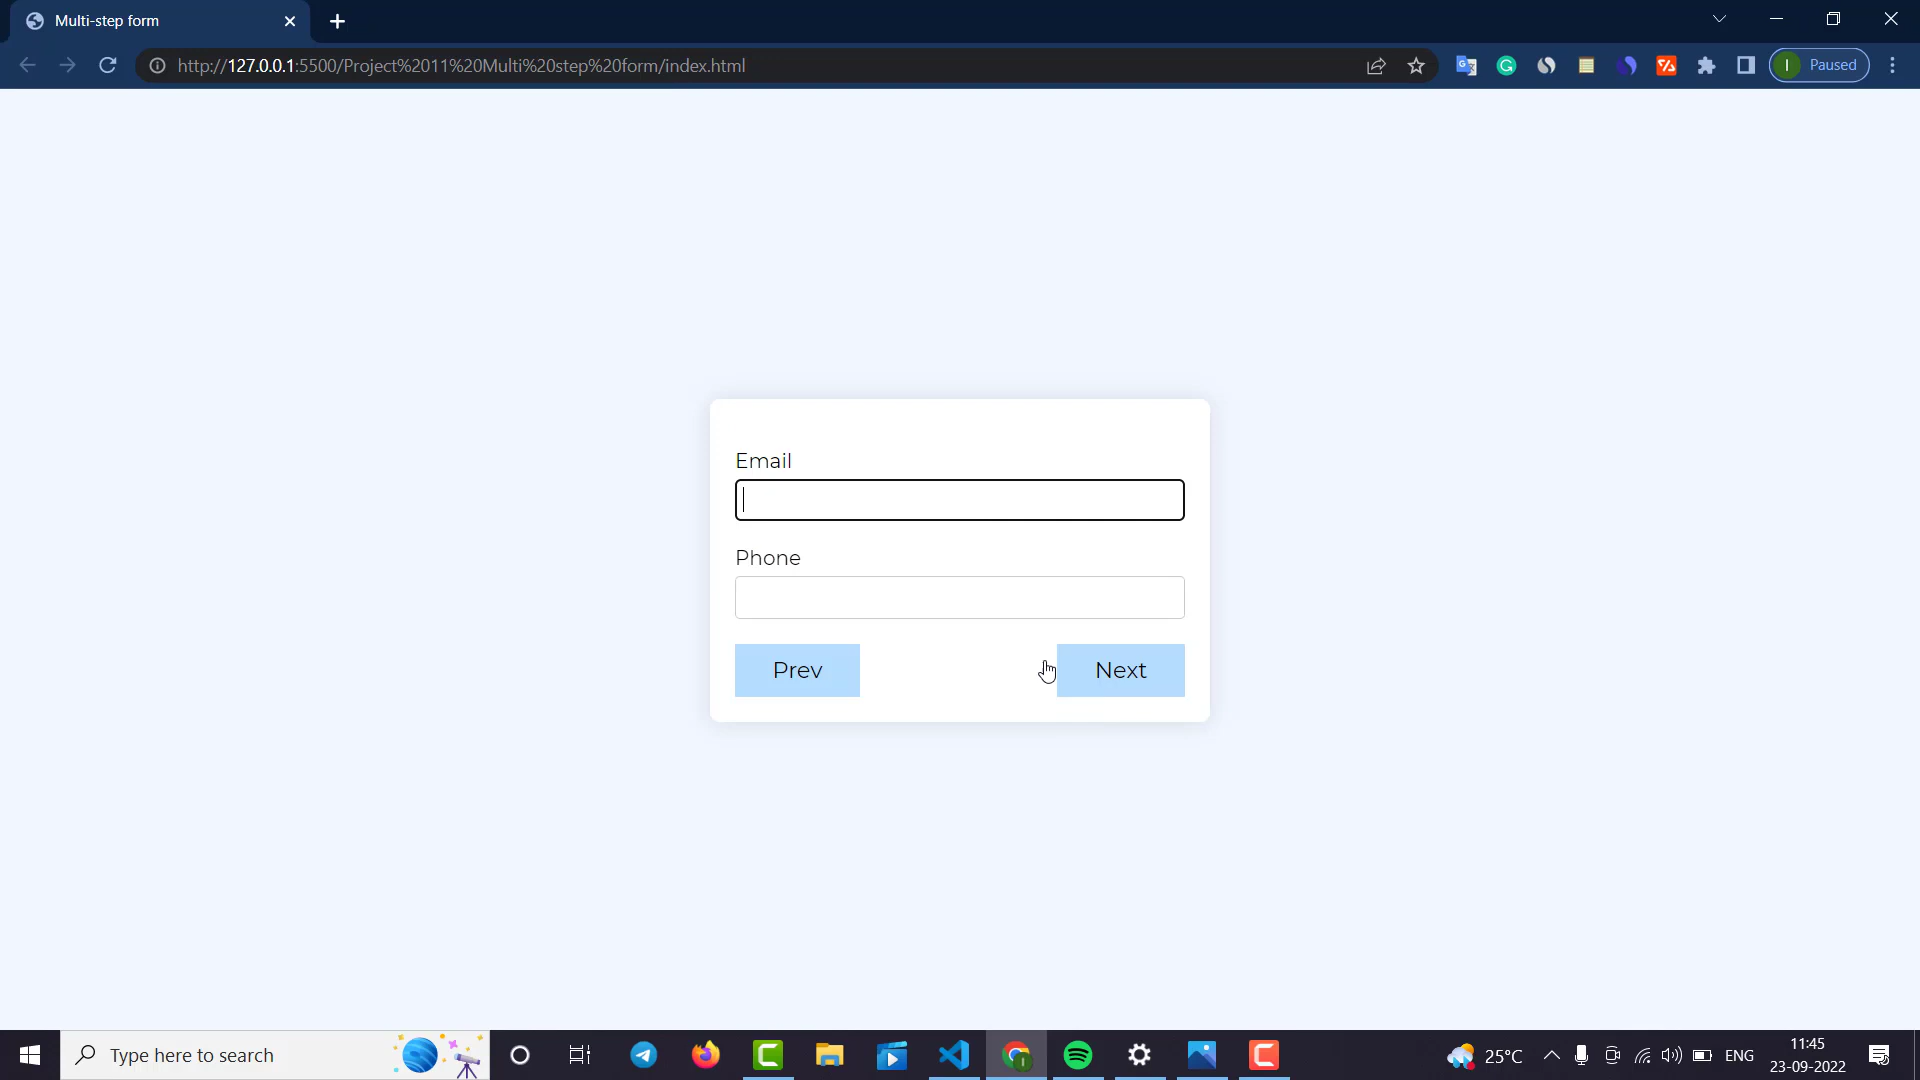 Multi-step form
http://127.0.0.1:5500/Project%2011%20Multi%20step%20form/index.html
I Paused
Email
Phone
Prev
Next
Type here to search
25°C
ENG
11:45
23-09-2022